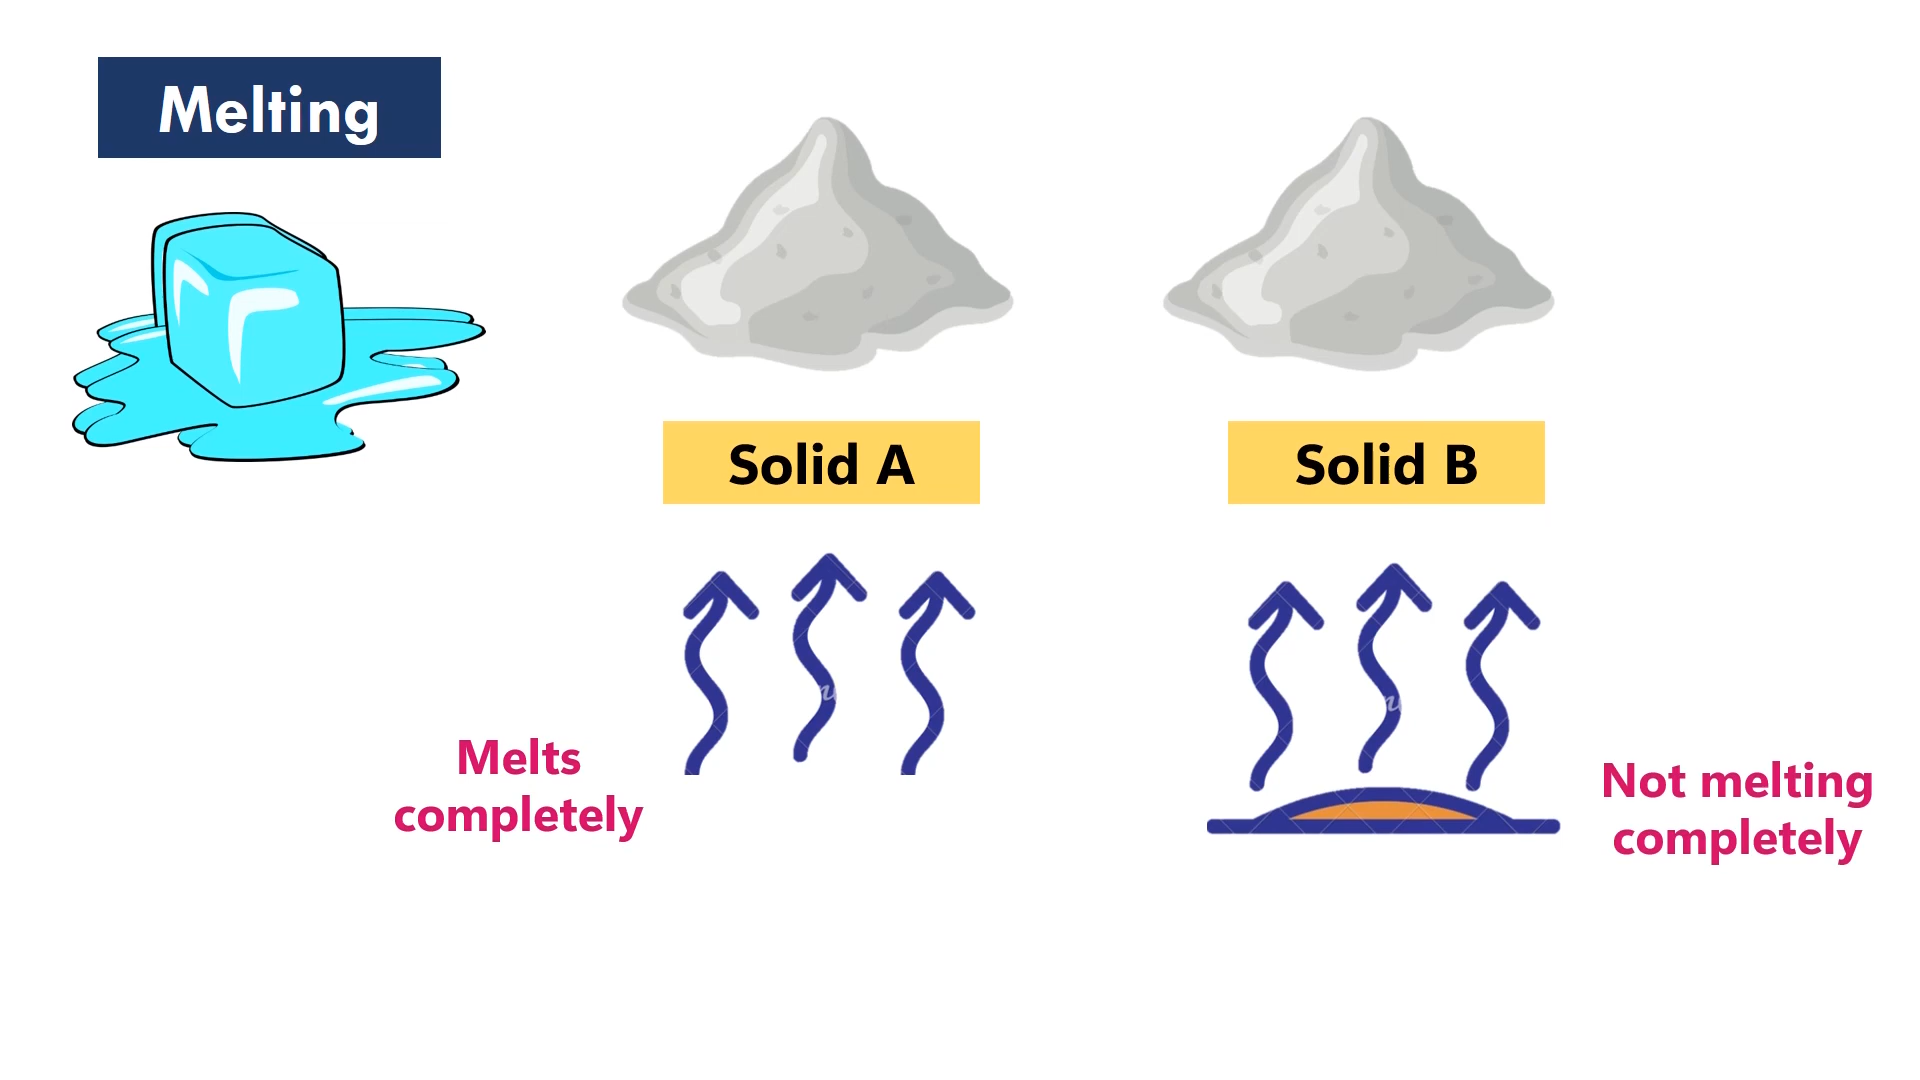 Melting
Solid A
Solid B
Melts
completely
Not melting
completely